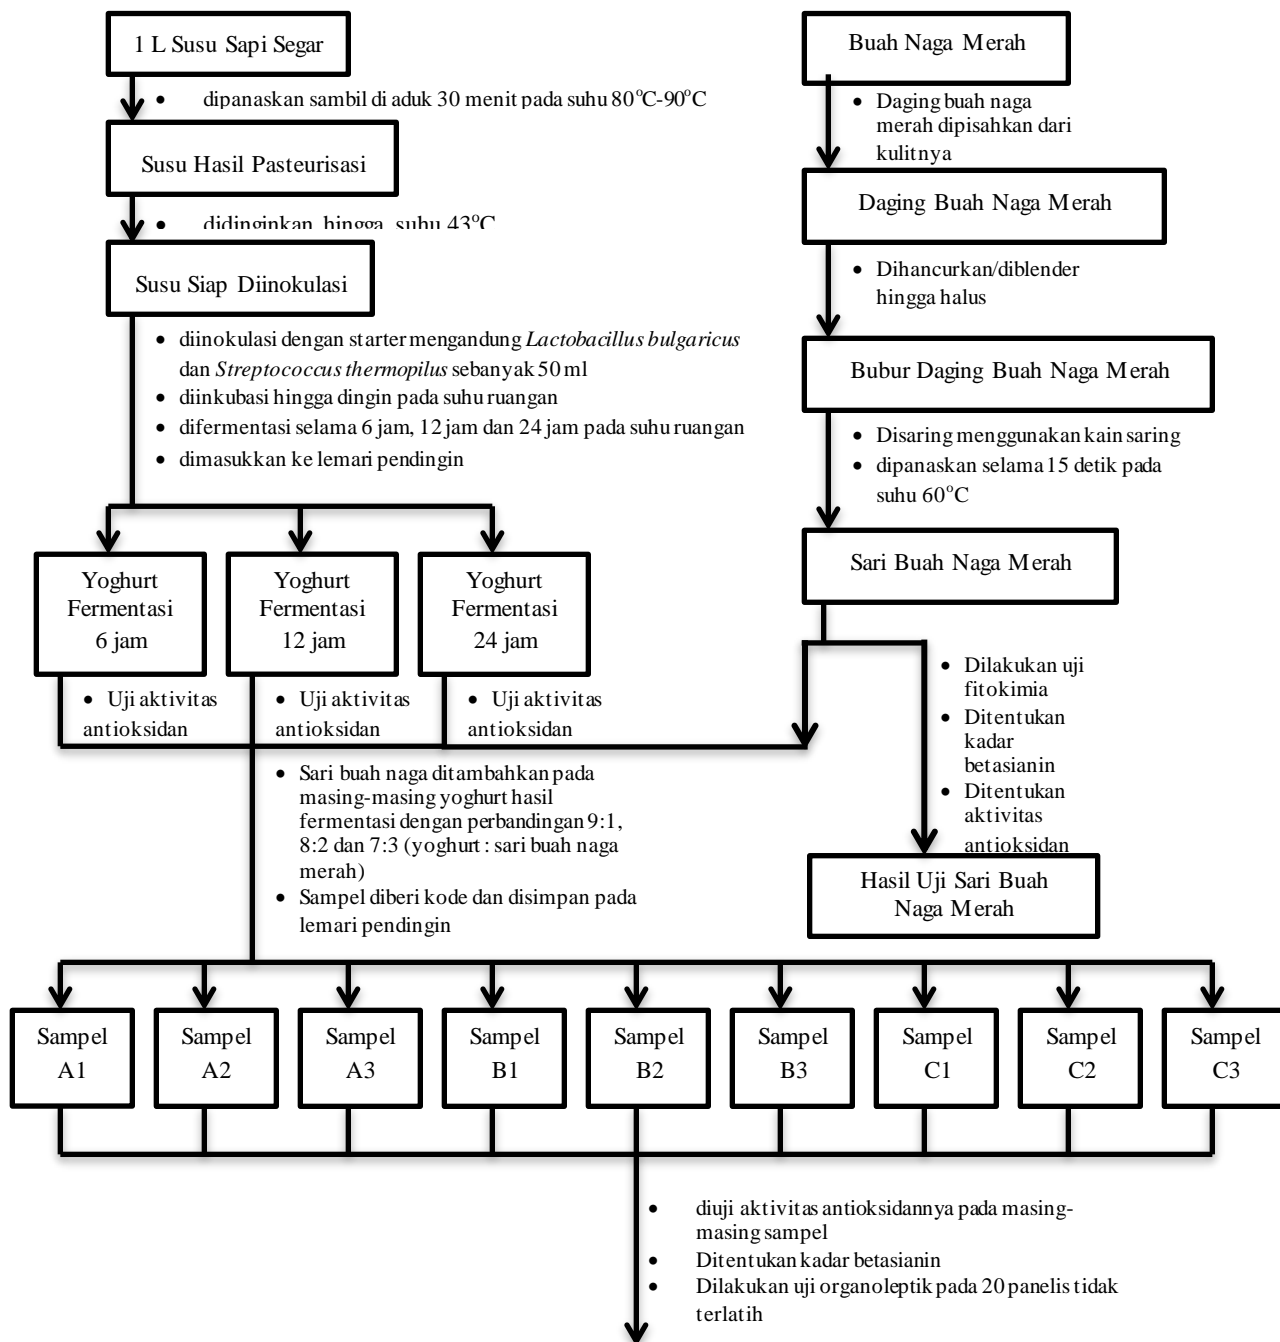 1 L Susu Sapi Segar
• dipanaskan sambil di aduk 30 menit pada suhu 80°C-90°C
Susu Hasil Pasteurisasi
• didinginkan hingga suhu 43°C
Susu Siap Diinokulasi
• diinokulasi dengan starter mengandung Lactobacillus bulgaricus
dan Streptococcus thermopilus sebanyak 50 ml
• diinkubasi hingga dingin pada suhu ruangan
• difermentasi selama 6 jam, 12 jam dan 24 jam pada suhu ruangan
• dimasukkan ke lemari pendingin
Yoghurt
Fermentasi
6 jam
Yoghurt
Fermentasi
12 jam
Yoghurt
Fermentasi
24 jam
• Uji aktivitas
antioksidan
• Uji aktivitas
antioksidan
• Uji aktivitas
antioksidan
Buah Naga Merah
• Daging buah naga
merah dipisahkan dari
kulitnya
Daging Buah Naga Merah
• Dihancurkan/diblender
hingga halus
Bubur Daging Buah Naga Merah
• Disaring menggunakan kain saring
• dipanaskan selama 15 detik pada
suhu 60°C
Sari Buah Naga Merah
• Dilakukan uji
fitokimia
• Ditentukan
kadar
betasianin
• Ditentukan
aktivitas
antioksidan
Hasil Uji Sari Buah
Naga Merah
• Sari buah naga ditambahkan pada
masing-masing yoghurt hasil
fermentasi dengan perbandingan 9:1,
8:2 dan 7:3 (yoghurt : sari buah naga
merah)
• Sampel diberi kode dan disimpan pada
lemari pendingin
Sampel
A1
Sampel
A2
Sampel
A3
Sampel
B1
Sampel
B2
Sampel
B3
Sampel
C1
Sampel
C2
Sampel
C3
• diuji aktivitas antioksidannya pada masing-
masing sampel
• Ditentukan kadar betasianin
• Dilakukan uji organoleptik pada 20 panelis tidak
terlatih